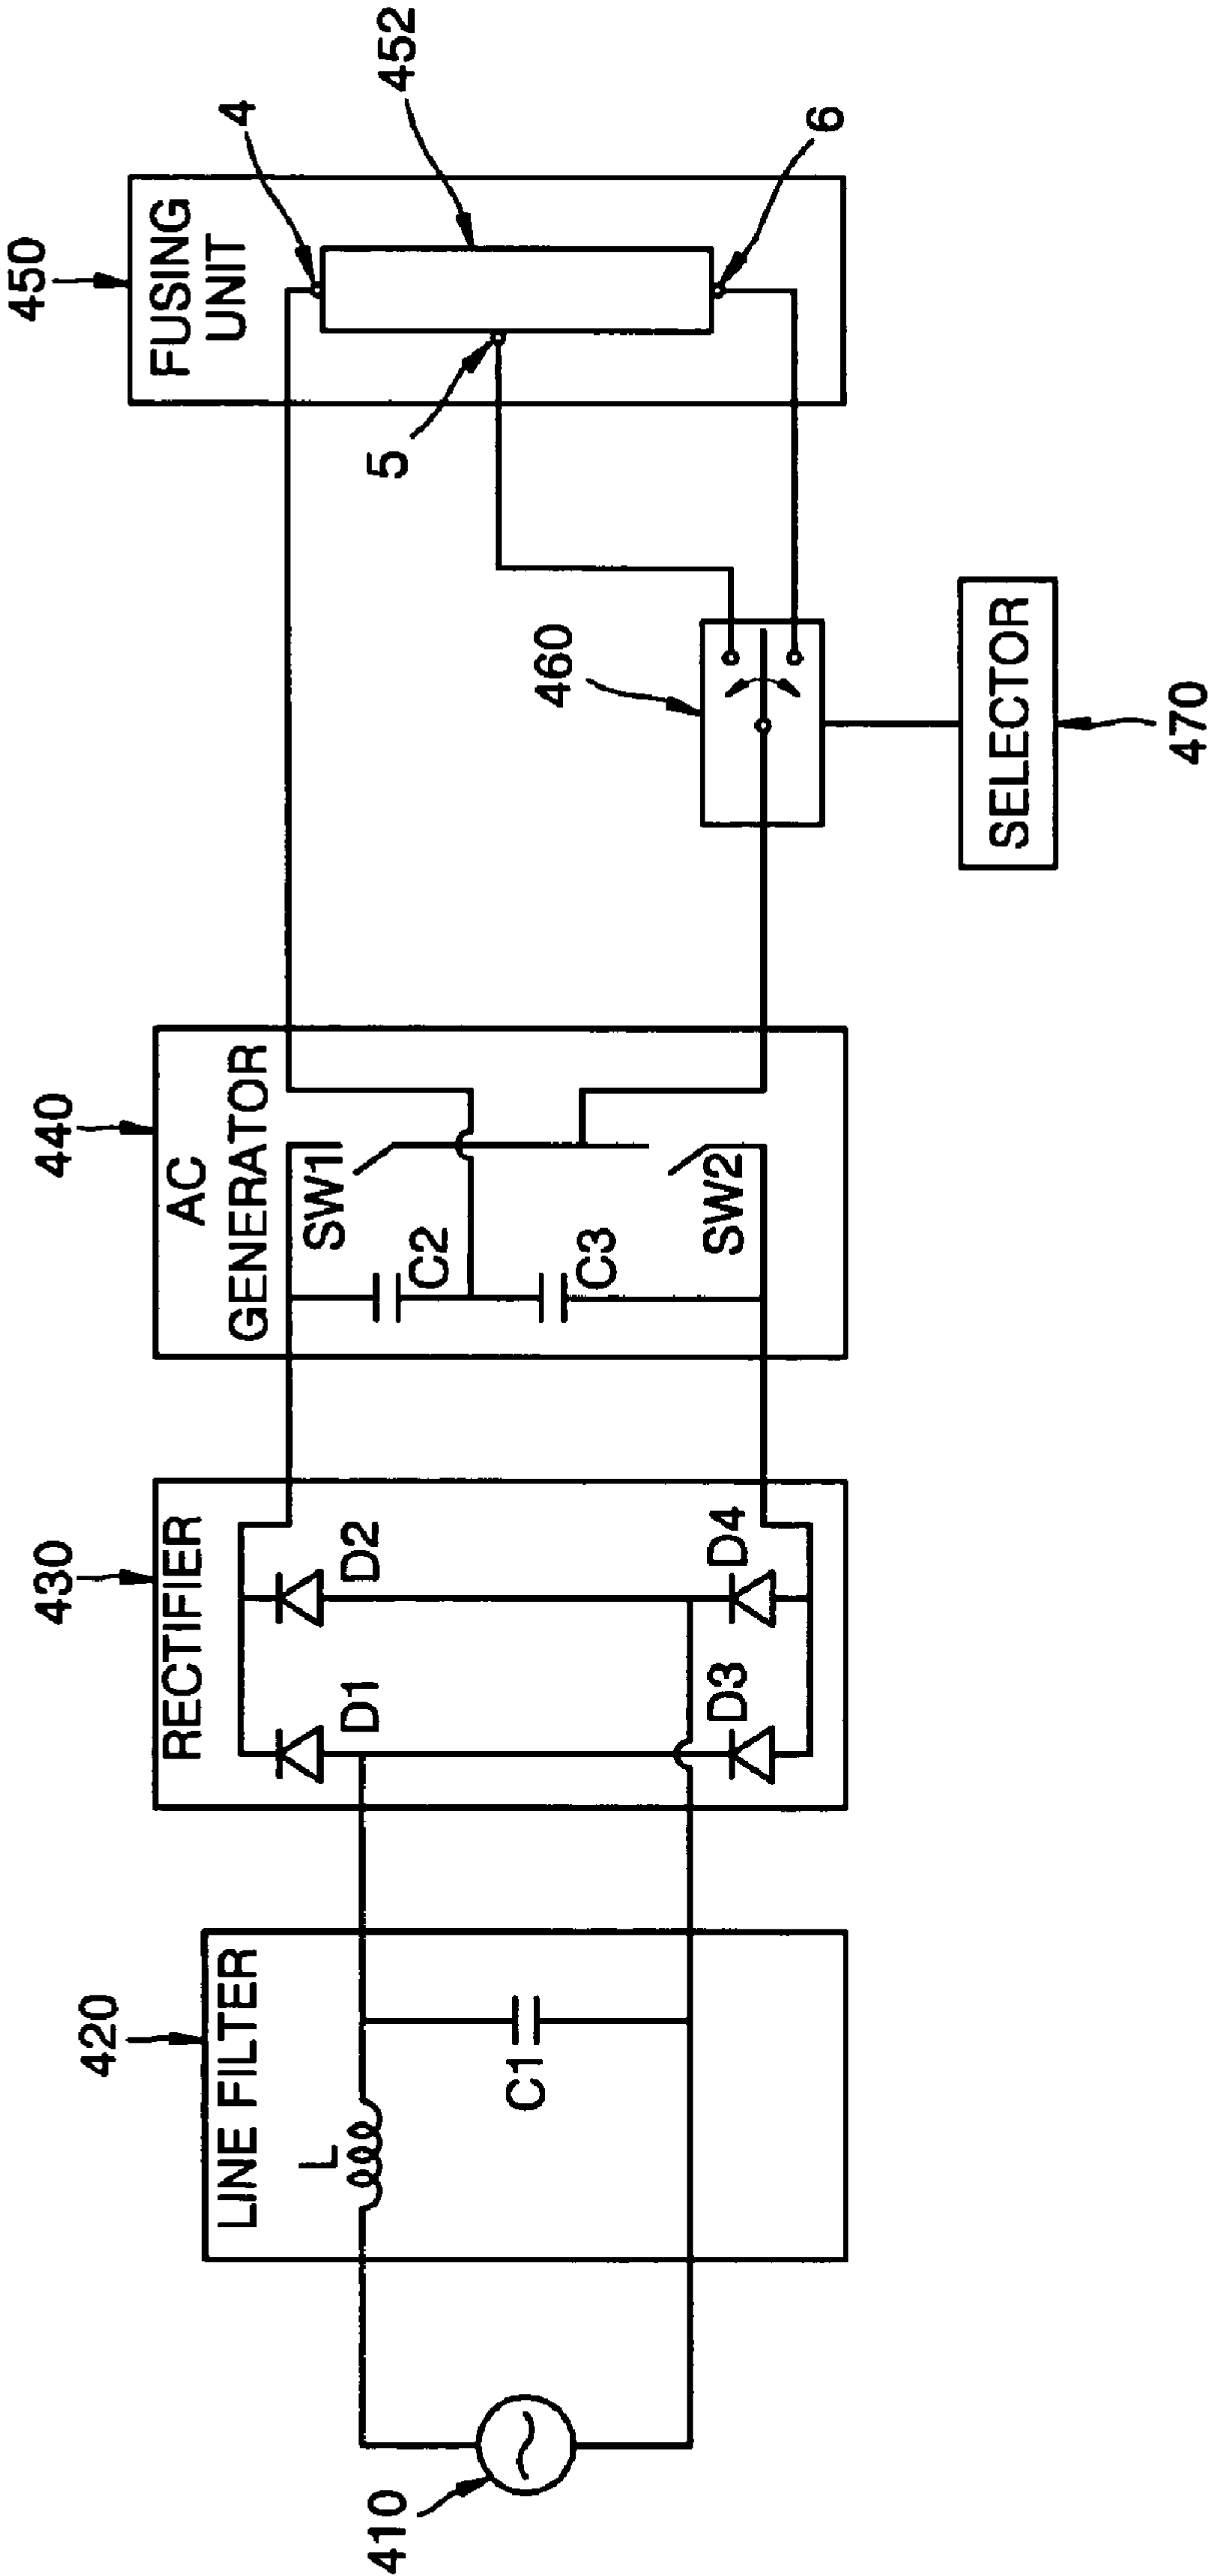 410
420
LINE FILTER
L
C1
430
RECTIFIER
D1
D2
D3
D4
440
AC
GENERATOR
SW1
C2
C3
SW2
460
SELECTOR
470
450
FUSING
UNIT
4
452
5
6